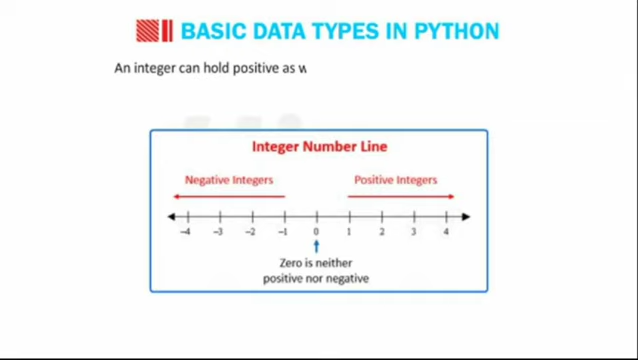 BASIC DATA TYPES IN PYTHON
An integer can hold positive as w
Integer Number Line
Negative Integers Positive Integers
-4 -3 -2 -1 0 1 2 3 4
Zero is neither
positive nor negative